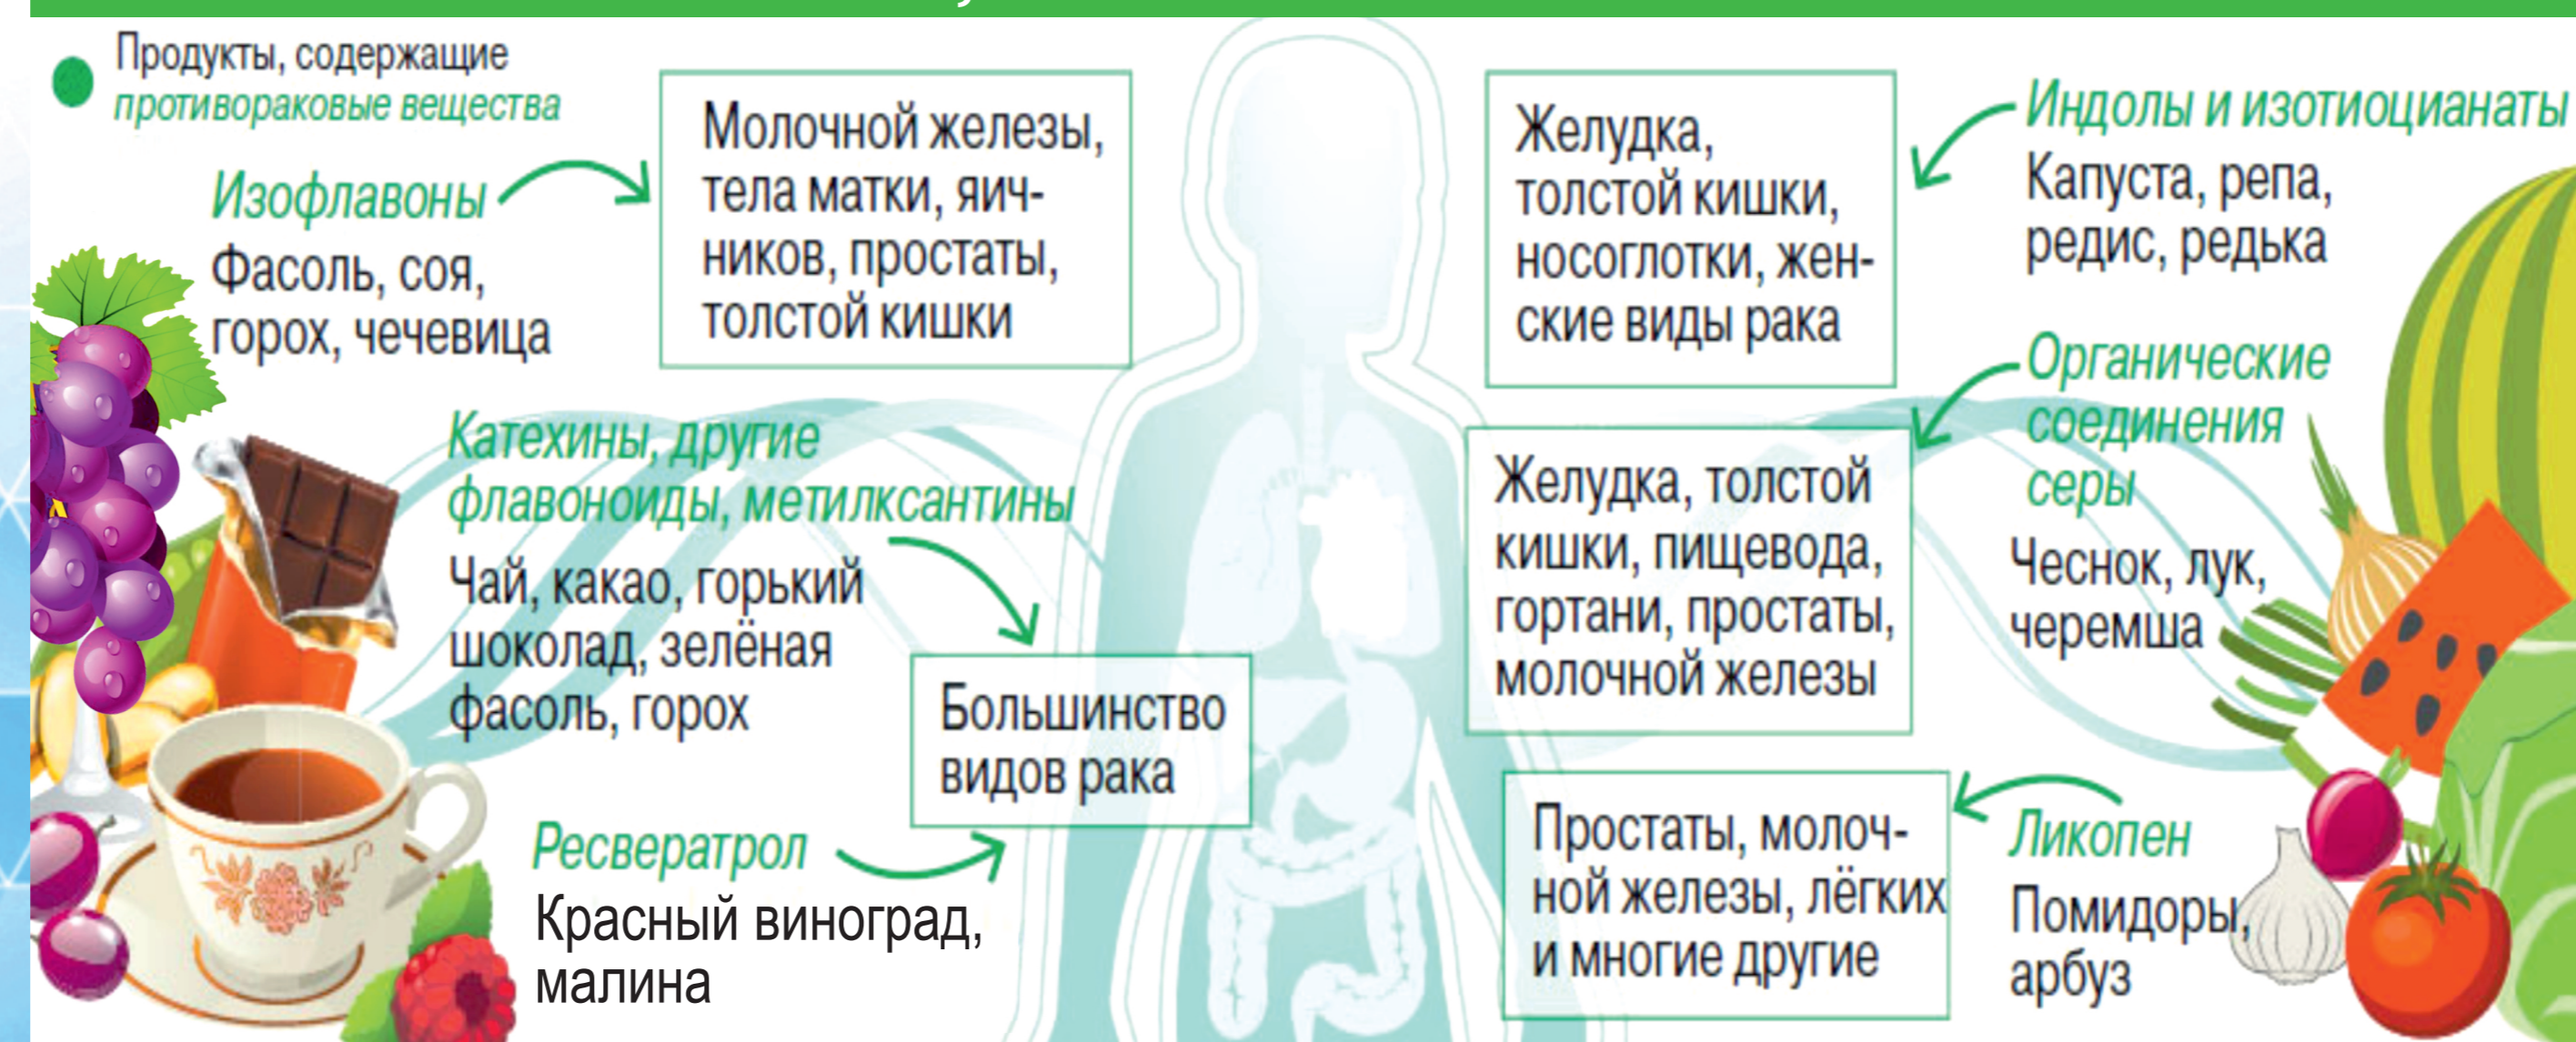 Продукты, содержащие
противораковые вещества
Изофлавоны
Фасоль, соя,
горох, чечевица
Молочной железы,
тела матки, яич-
ников, простаты,
толстой кишки
Катехины, другие
флавоноиды, метилксантины
Чай, какао, горький
шоколад, зелёная
фасоль, горох
Большинство
видов рака
Ресвератрол
Красный виноград,
малина
Желудка,
толстой кишки,
носоглотки, жен-
ские виды рака
Индолы и изотиоцианаты
Капуста, репа,
редис, редька
Желудка, толстой
кишки, пищевода,
гортани, простаты,
молочной железы
Органические
соединения
серы
Чеснок, лук,
черемша
Простаты, молоч-
ной железы, лёгких
и многие другие
Ликопен
Помидоры,
арбуз